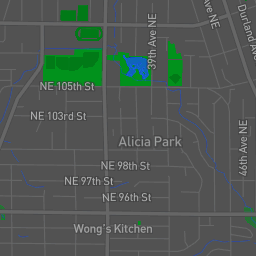 Durland Ave NE
39th Ave NE
NE 105th St
NE 103rd St
Alicia Park
46th Ave NE
NE 98th St
NE 97th St
NE 96th St
Wong's Kitchen